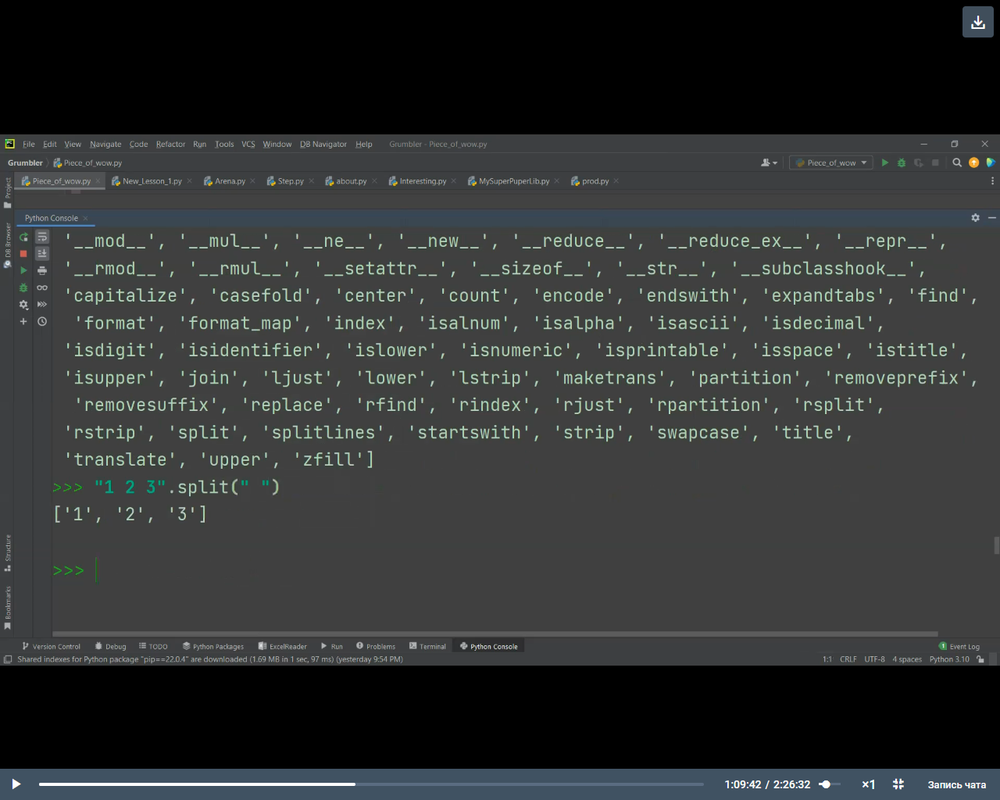 File Edit View Navigate Code Refactor Run Tools VCS Window DB Navigator Help Grumbler - Piece_of_wow.py
Grumbler Piece_of_wow.py Piece_of_wow
Piece_of_wow.py New_Lesson_1.py Arena.py Step.py about.py Interesting.py MySuperPuperLib.py prod.py
Project
DB Browser
Structure
Bookmarks
Python Console
'__mod__', '__mul__', '__ne__', '__new__', '__reduce__', '__reduce_ex__', '__repr__',
'__rmod__', '__rmul__', '__setattr__', '__sizeof__', '__str__', '__subclasshook__',
'capitalize', 'casefold', 'center', 'count', 'encode', 'endswith', 'expandtabs', 'find',
'format', 'format_map', 'index', 'isalnum', 'isalpha', 'isascii', 'isdecimal',
'isdigit', 'isidentifier', 'islower', 'isnumeric', 'isprintable', 'isspace', 'istitle',
'isupper', 'join', 'ljust', 'lower', 'lstrip', 'maketrans', 'partition', 'removeprefix',
'removesuffix', 'replace', 'rfind', 'rindex', 'rjust', 'rpartition', 'rsplit',
'rstrip', 'split', 'splitlines', 'startswith', 'strip', 'swapcase', 'title',
'translate', 'upper', 'zfill']
>>> "1 2 3".split(" ")
['1', '2', '3']
>>>
Version Control Debug TODO Python Packages ExcelReader Run Problems Terminal Python Console 1 Event Log
Shared indexes for Python package "pip==22.0.4" are downloaded (1.69 MB in 1 sec, 97 ms) (yesterday 9:54 PM) 1:1 CRLF UTF-8 4 spaces Python 3.10
1:09:42 / 2:26:32 ×1 Запись чата